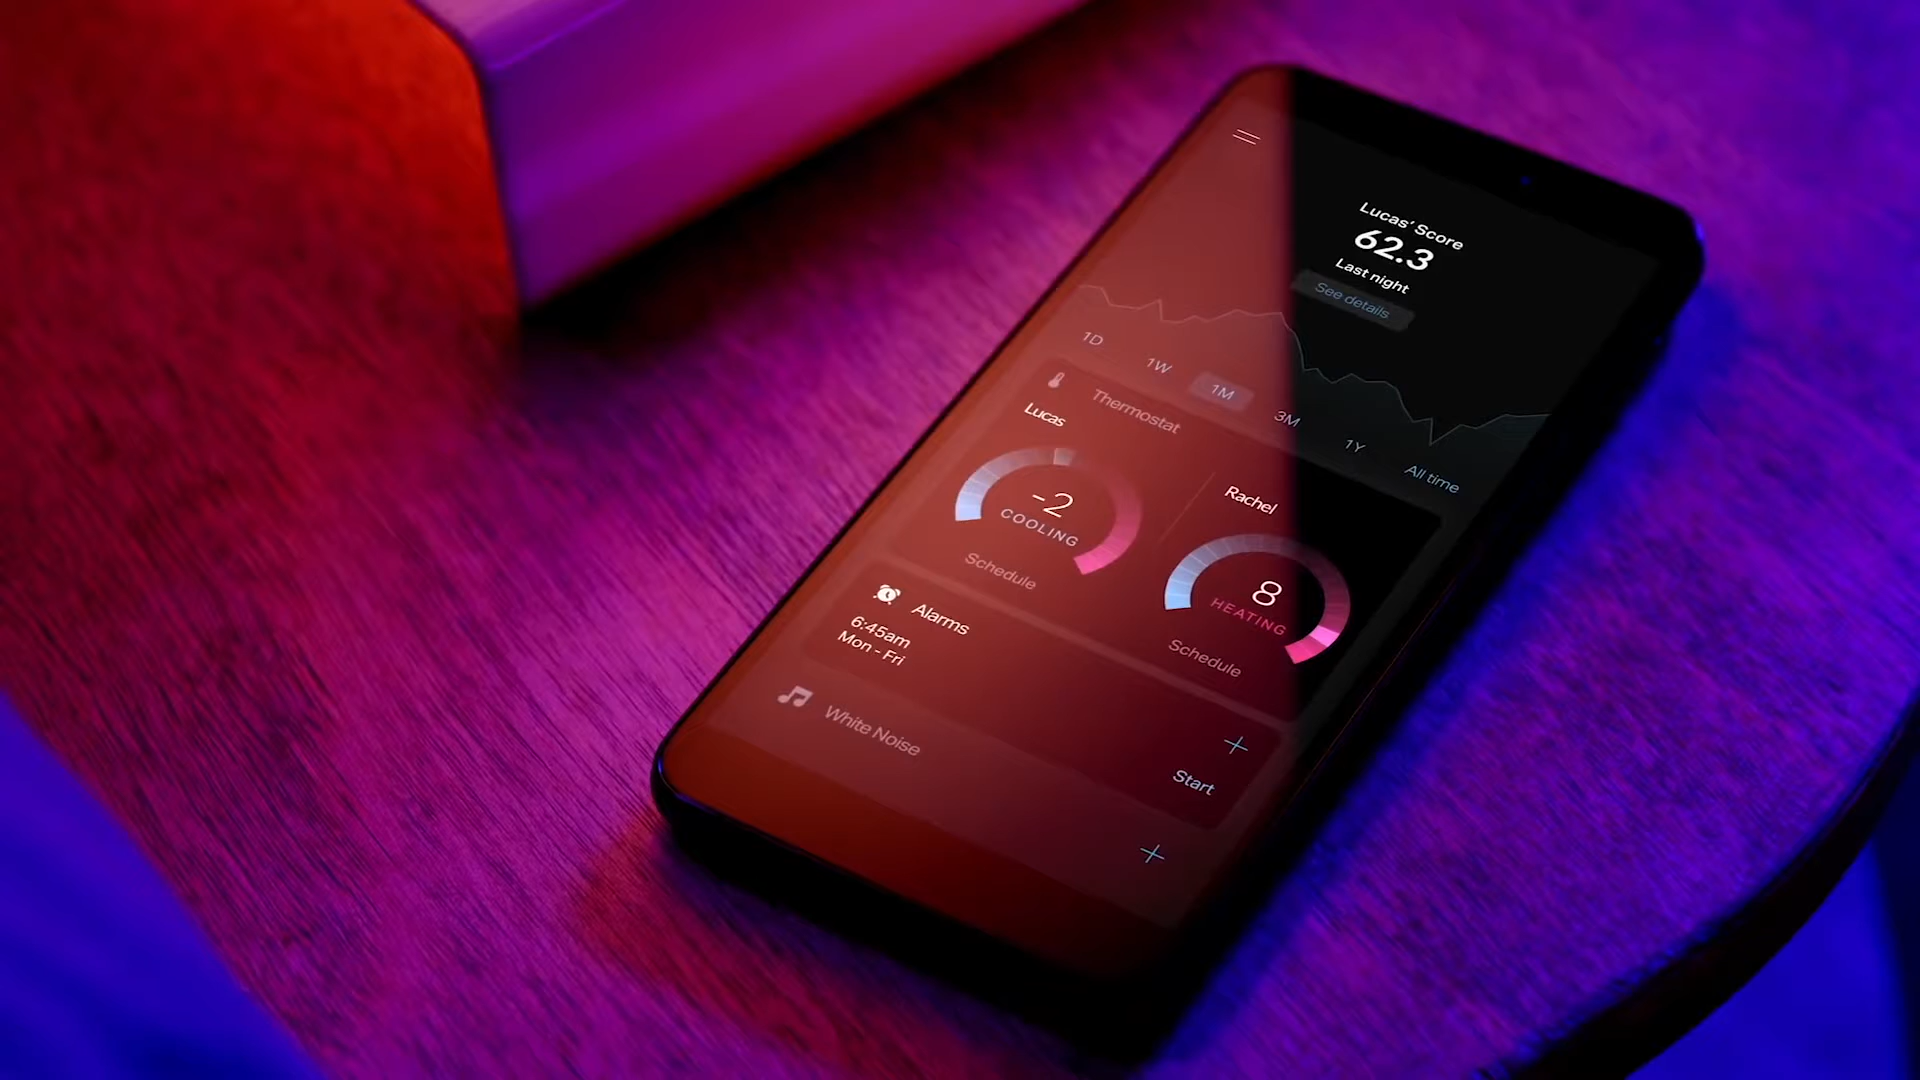 Lucas' Score
62.3
Last night
See details
1D 1W 1M 3M 1Y All time
Thermostat
Lucas
-2
COOLING
Schedule
Rachel
8
HEATING
Schedule
Alarms
6:45am
Mon - Fri
+
Start
White Noise
+